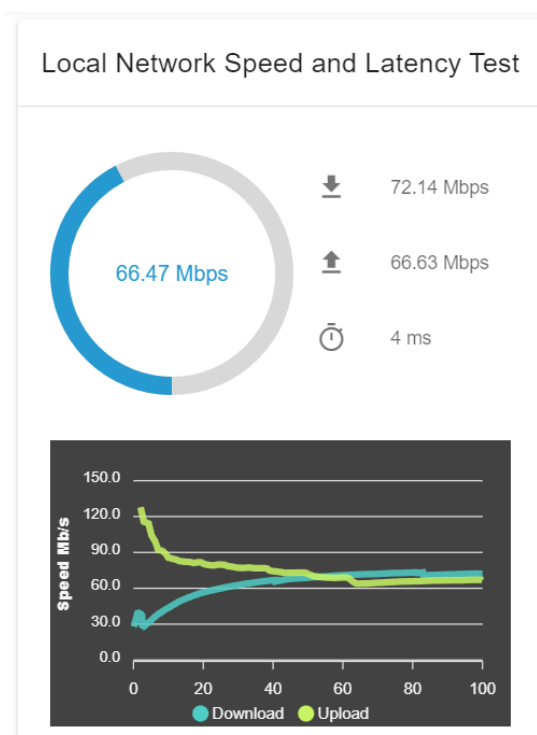 Local Network Speed and Latency Test
66.47 Mbps
72.14 Mbps
66.63 Mbps
4 ms
Speed Mb/s
150.0
120.0
90.0
60.0
30.0
0.0
0 20 40 60 80 100
Download Upload